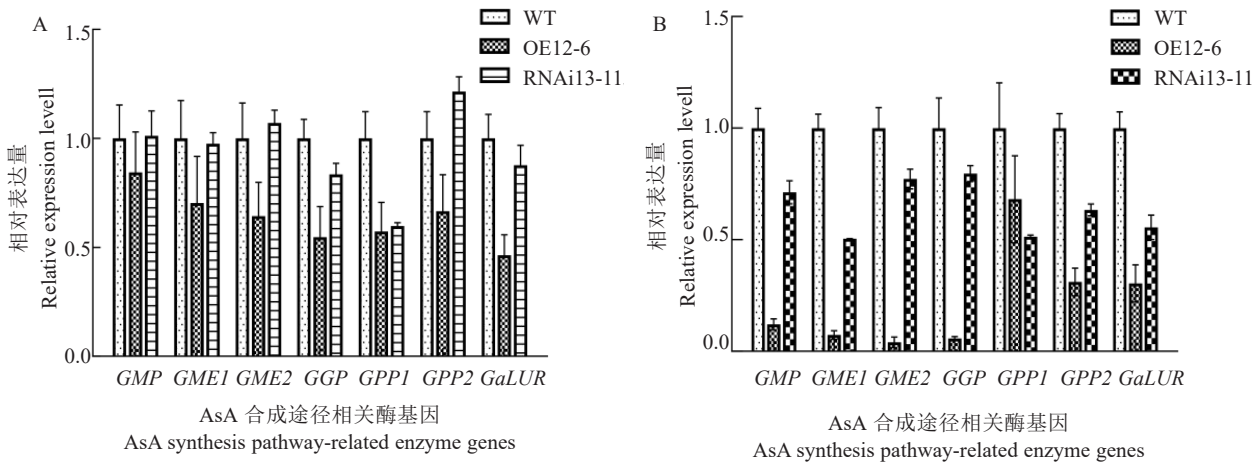 A
1.5
WT
OE12-6
RNAi13-11
1.0
0.5
0.0
相对表达量
Relative expression levell
GMP GME1 GME2 GGP GPP1 GPP2 GaLUR
AsA 合成途径相关酶基因
AsA synthesis pathway-related enzyme genes
B
1.5
WT
OE12-6
RNAi13-11
1.0
0.5
0.0
相对表达量
Relative expression level
GMP GME1 GME2 GGP GPP1 GPP2 GaLUR
AsA 合成途径相关酶基因
AsA synthesis pathway-related enzyme genes